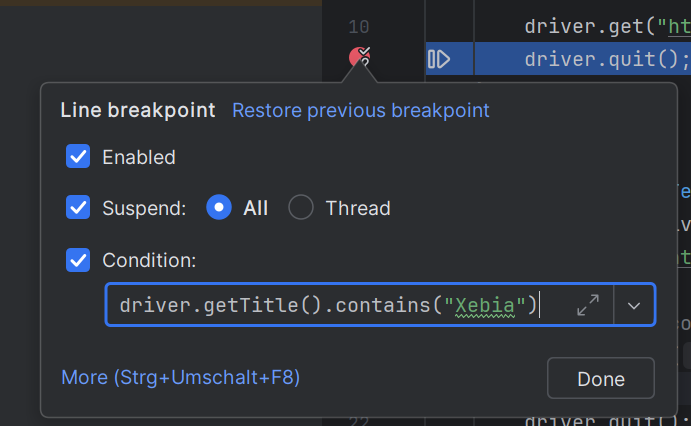 10
driver.get("ht
driver.quit();
Line breakpoint Restore previous breakpoint
Enabled
Suspend: All Thread
Condition:
driver.getTitle().contains("Xebia")
More (Strg+Umschalt+F8)
Done
22
driver.quit();